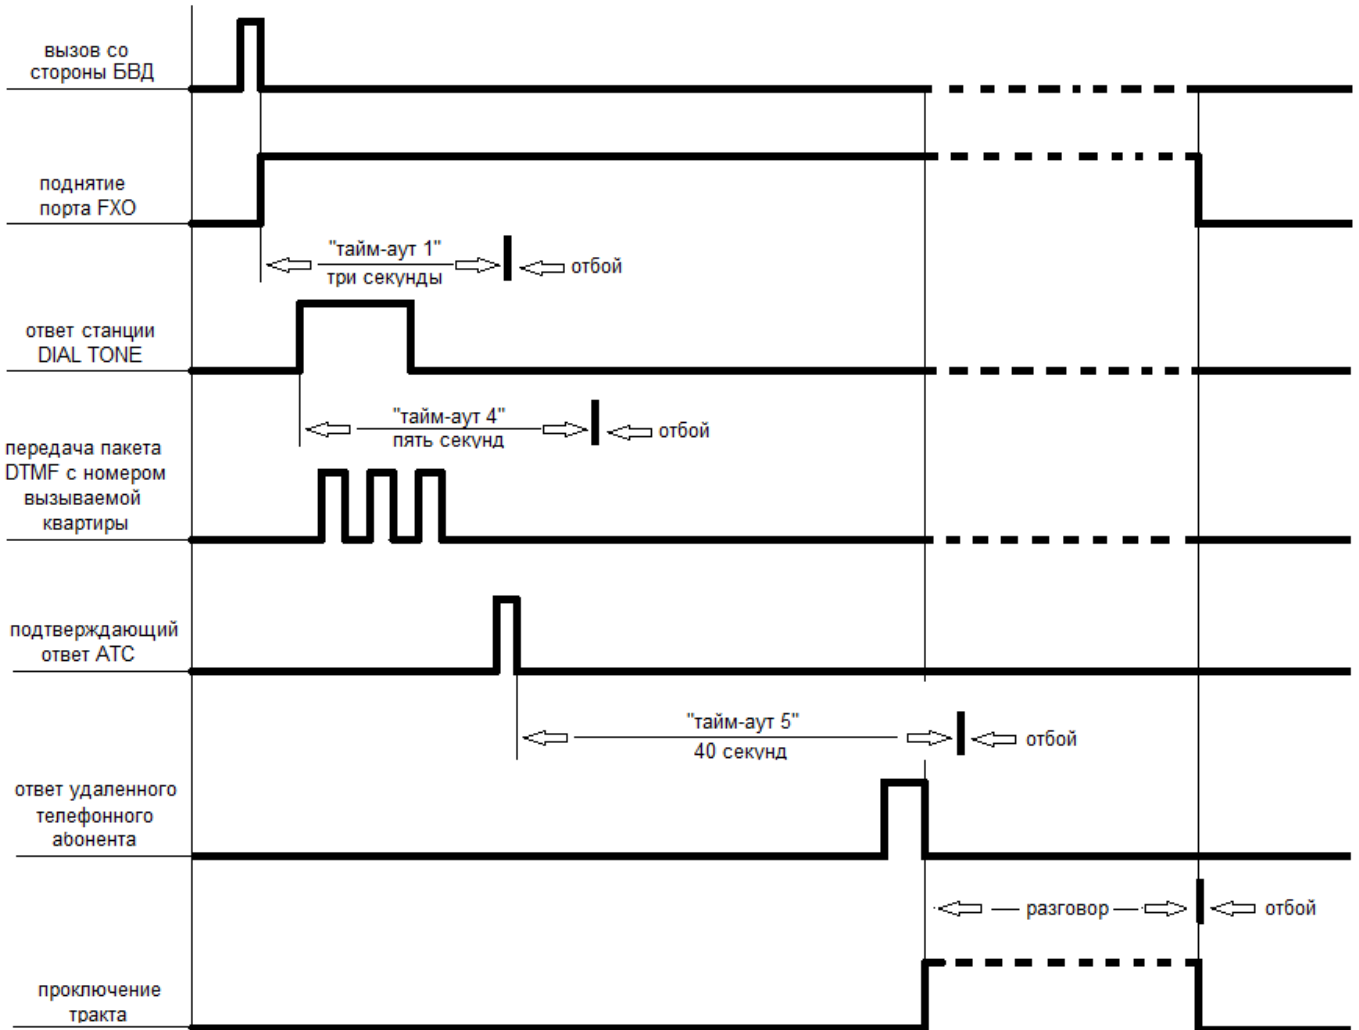 вызов со
стороны БВД
поднятие
порта FXO
"тайм-аут 1"
три секунды
отбой
ответ станции
DIAL TONE
"тайм-аут 4"
пять секунд
отбой
передача пакета
DTMF с номером
вызываемой
квартиры
подтверждающий
ответ АТС
"тайм-аут 5"
40 секунд
отбой
ответ удаленного
телефонного
абонента
разговор
отбой
проключение
тракта